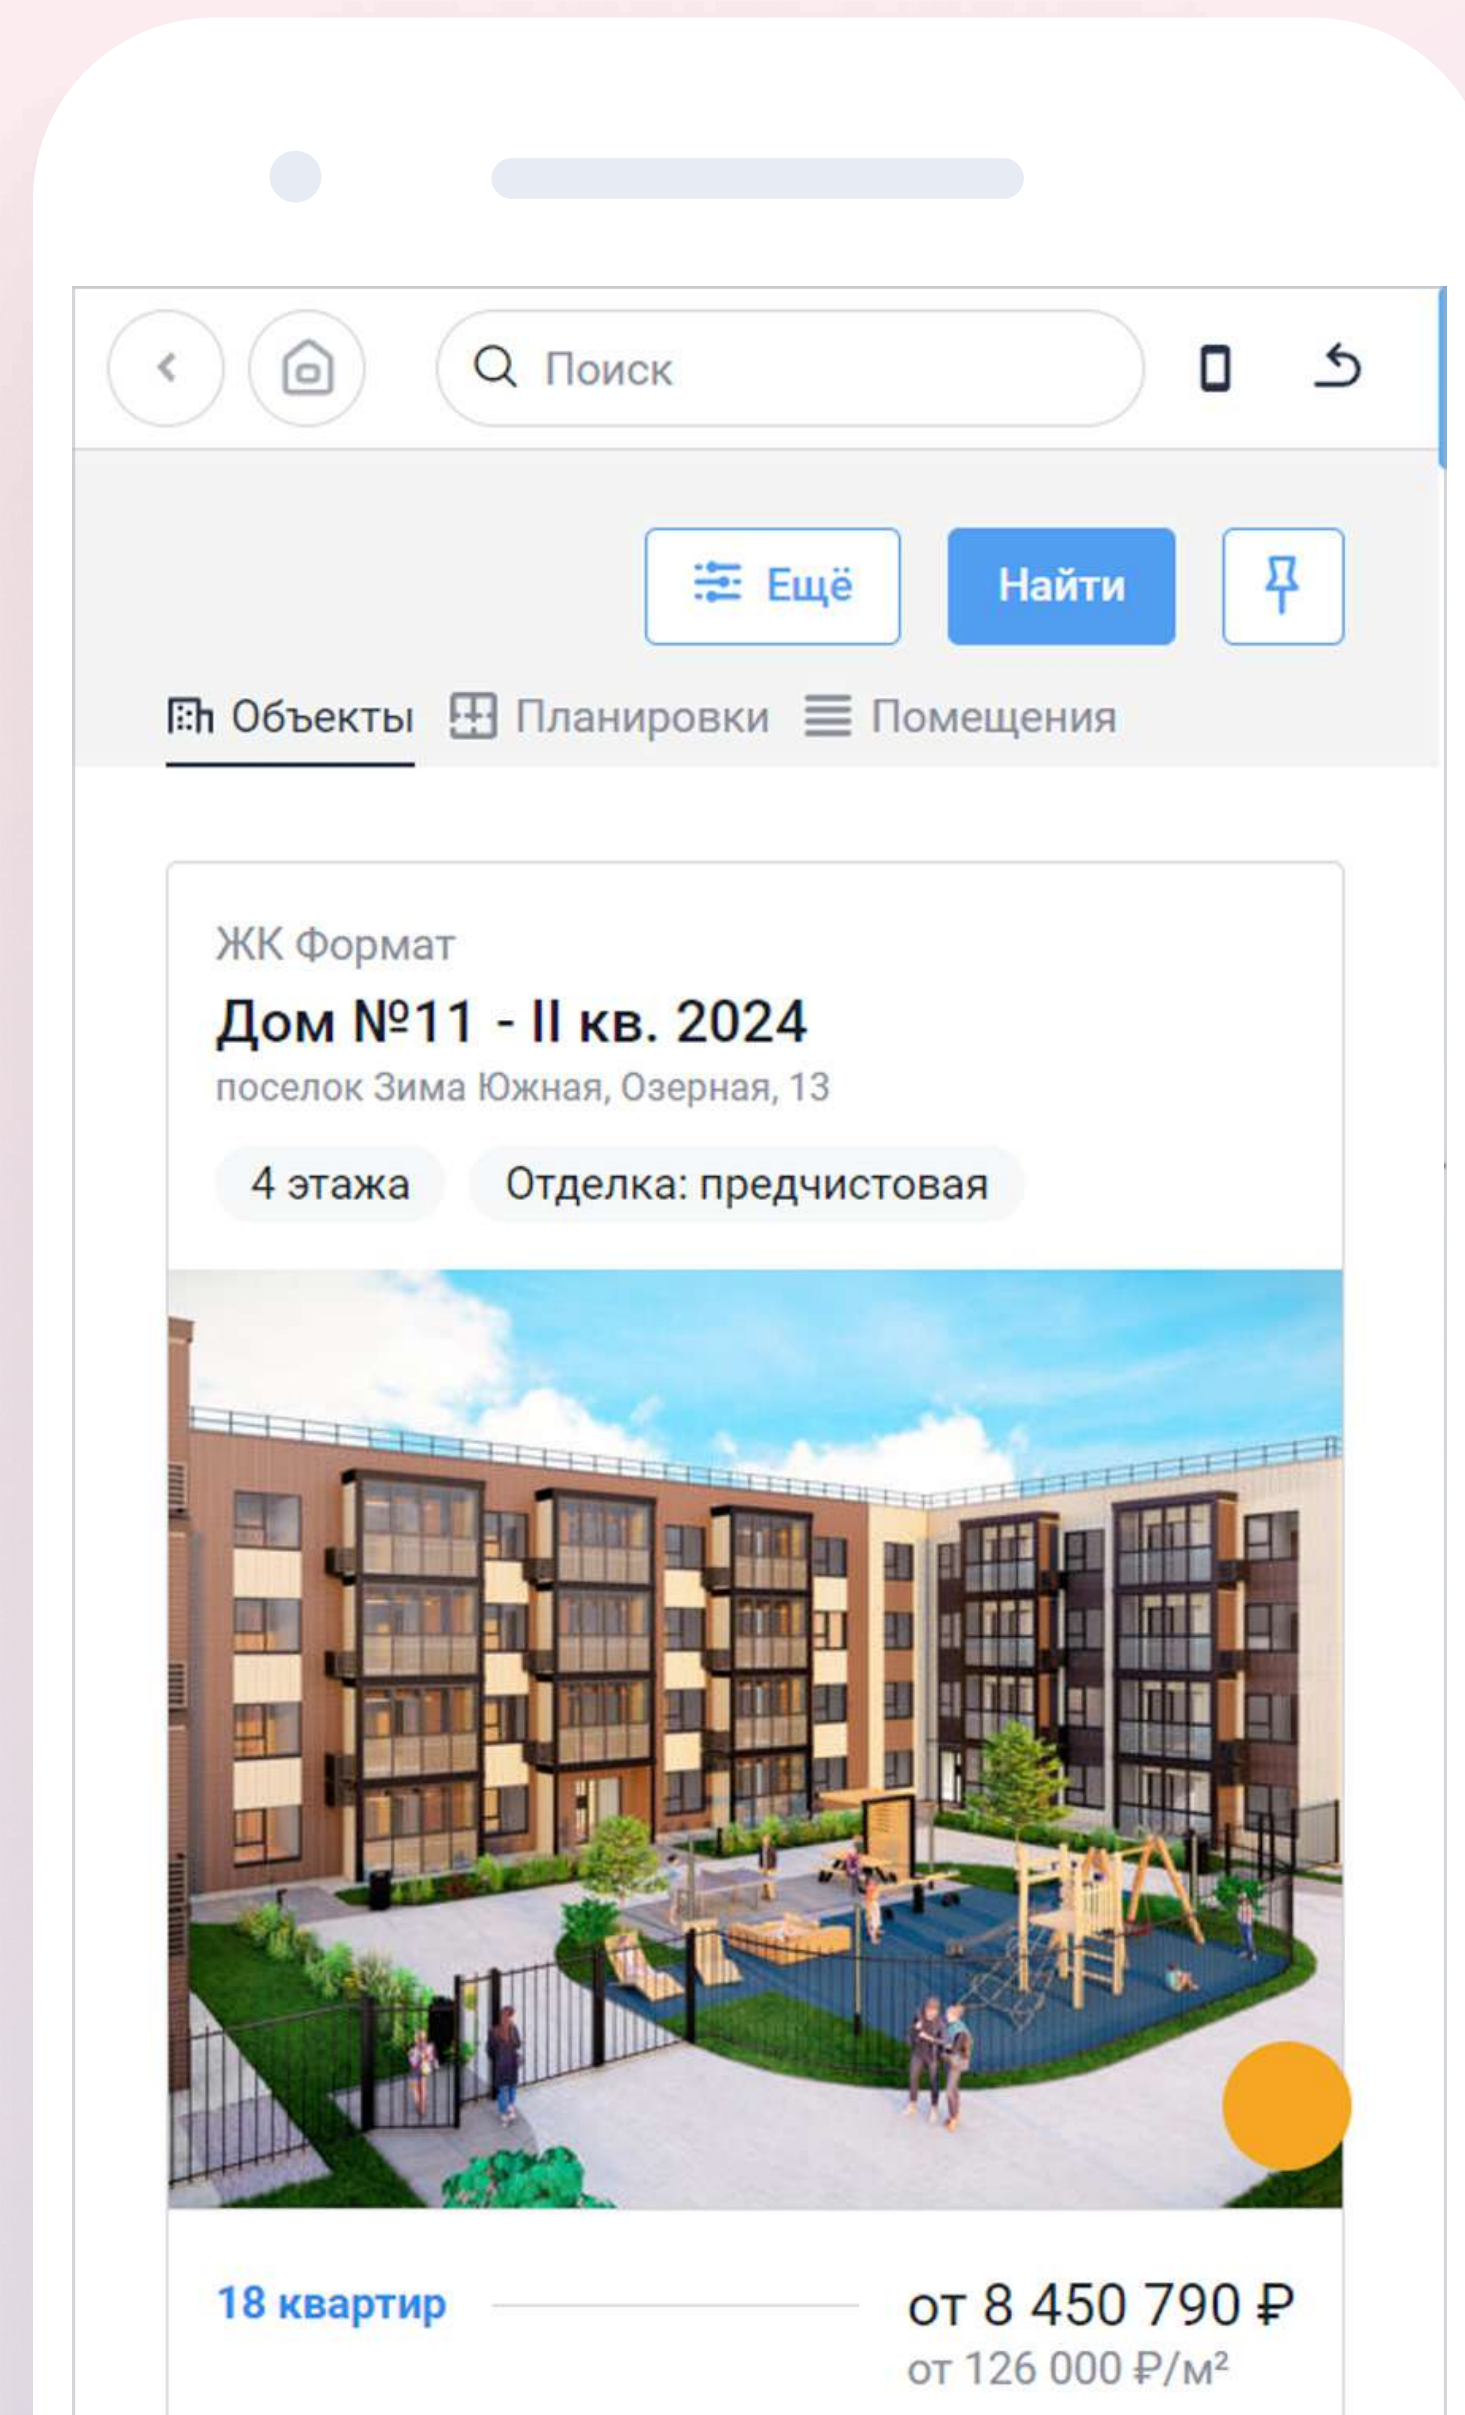 Поиск
Ещё
Найти
Объекты Планировки Помещения
ЖК Формат
Дом №11 - II кв. 2024
поселок Зима Южная, Озерная, 13
4 этажа Отделка: предчистовая
18 квартир от 8 450 790 ₽
от 126 000 ₽/м²